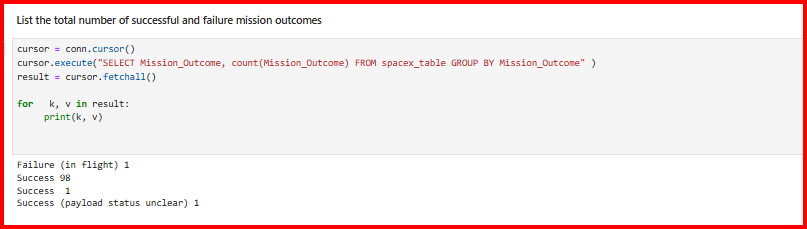 List the total number of successful and failure mission outcomes
cursor = conn.cursor()
cursor.execute("SELECT Mission_Outcome, count(Mission_Outcome) FROM spacex_table GROUP BY Mission_Outcome" )
result = cursor.fetchall()
for   k, v in result:
     print(k, v)
Failure (in flight) 1
Success 98
Success  1
Success (payload status unclear) 1